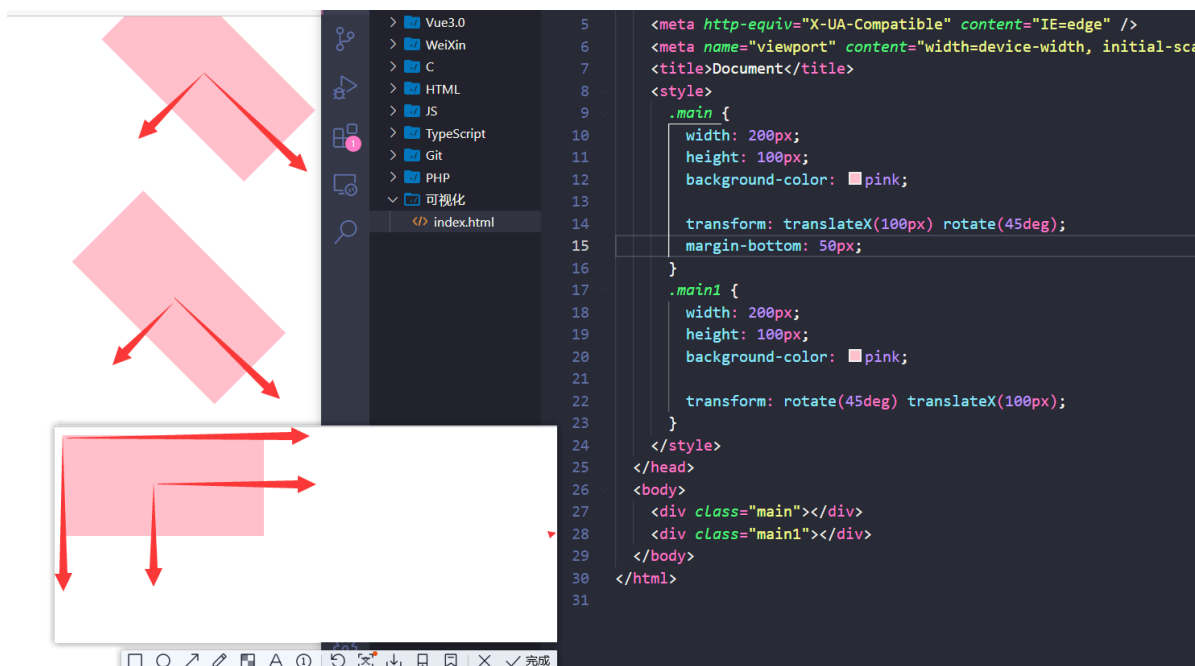 Vue3.0
WeiXin
C
HTML
JS
TypeScript
Git
PHP
可视化
index.html
1
5 <meta http-equiv="X-UA-Compatible" content="IE=edge" />
6 <meta name="viewport" content="width=device-width, initial-sca
7 <title>Document</title>
8 <style>
9 .main {
10 width: 200px;
11 height: 100px;
12 background-color: pink;
13
14 transform: translateX(100px) rotate(45deg);
15 margin-bottom: 50px;
16 }
17 .main1 {
18 width: 200px;
19 height: 100px;
20 background-color: pink;
21
22 transform: rotate(45deg) translateX(100px);
23 }
24 </style>
25 </head>
26 <body>
27 <div class="main"></div>
28 <div class="main1"></div>
29 </body>
30 </html>
31
完成